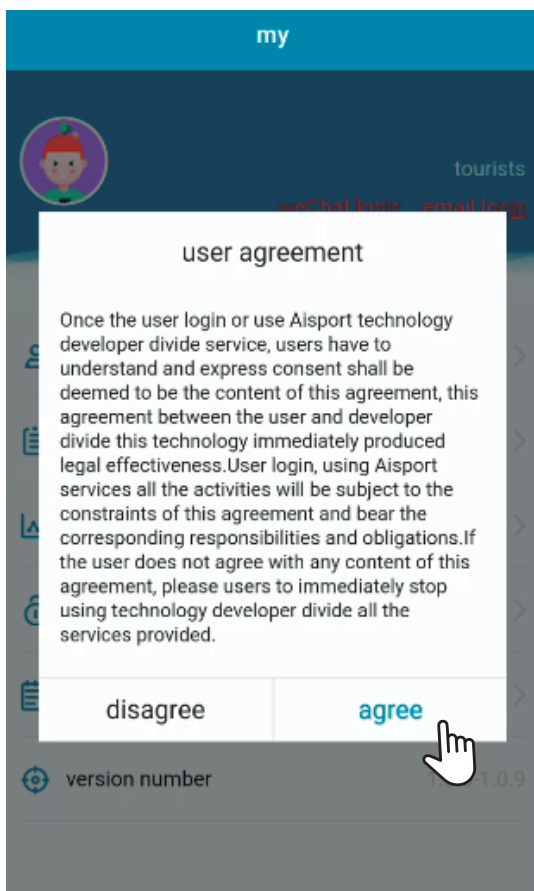 my
tourists
weChat login email login
user agreement
Once the user login or use Aisport technology
developer divide service, users have to
understand and express consent shall be
deemed to be the content of this agreement, this
agreement between the user and developer
divide this technology immediately produced
legal effectiveness.User login, using Aisport
services all the activities will be subject to the
constraints of this agreement and bear the
corresponding responsibilities and obligations.If
the user does not agree with any content of this
agreement, please users to immediately stop
using technology developer divide all the
services provided.
disagree agree
version number